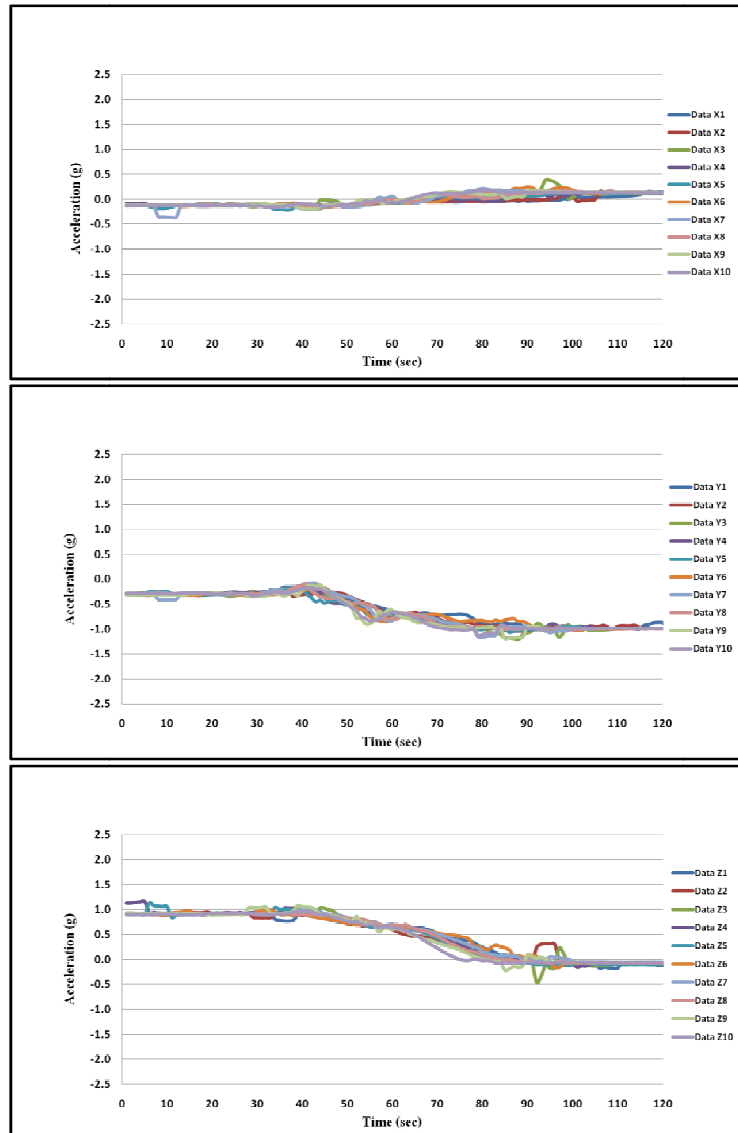 2.5
2.0
1.5
1.0
0.5
0.0
-0.5
-1.0
-1.5
-2.0
-2.5
Acceleration (g)
0 10 20 30 40 50 60 70 80 90 100 110 120
Time (sec)
Data X1
Data X2
Data X3
Data X4
Data X5
Data X6
Data X7
Data X8
Data X9
Data X10
2.5
2.0
1.5
1.0
0.5
0.0
-0.5
-1.0
-1.5
-2.0
-2.5
Acceleration (g)
0 10 20 30 40 50 60 70 80 90 100 110 120
Time (sec)
Data Y1
Data Y2
Data Y3
Data Y4
Data Y5
Data Y6
Data Y7
Data Y8
Data Y9
Data Y10
2.5
2.0
1.5
1.0
0.5
0.0
-0.5
-1.0
-1.5
-2.0
-2.5
Acceleration (g)
0 10 20 30 40 50 60 70 80 90 100 110 120
Time (sec)
Data Z1
Data Z2
Data Z3
Data Z4
Data Z5
Data Z6
Data Z7
Data Z8
Data Z9
Data Z10